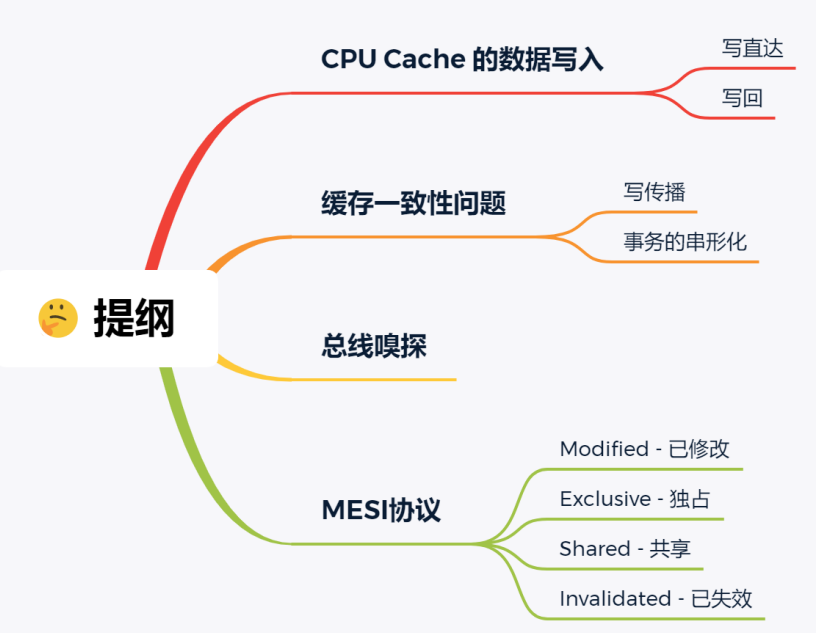 提纲
CPU Cache 的数据写入
写直达
写回
缓存一致性问题
写传播
事务的串形化
总线嗅探
MESI协议
Modified - 已修改
Exclusive - 独占
Shared - 共享
Invalidated - 已失效